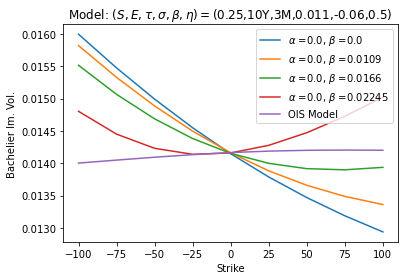 Model: (S, E, τ, σ, β, η) = (0.25,10Y,3M,0.011,-0.06,0.5)
α =0.0, β =0.0
α =0.0, β =0.0109
α =0.0, β =0.0166
α =0.0, β =0.02245
OIS Model
Bachelier Im. Vol.
0.0160
0.0155
0.0150
0.0145
0.0140
0.0135
0.0130
−100 −75 −50 −25 0 25 50 75 100
Strike